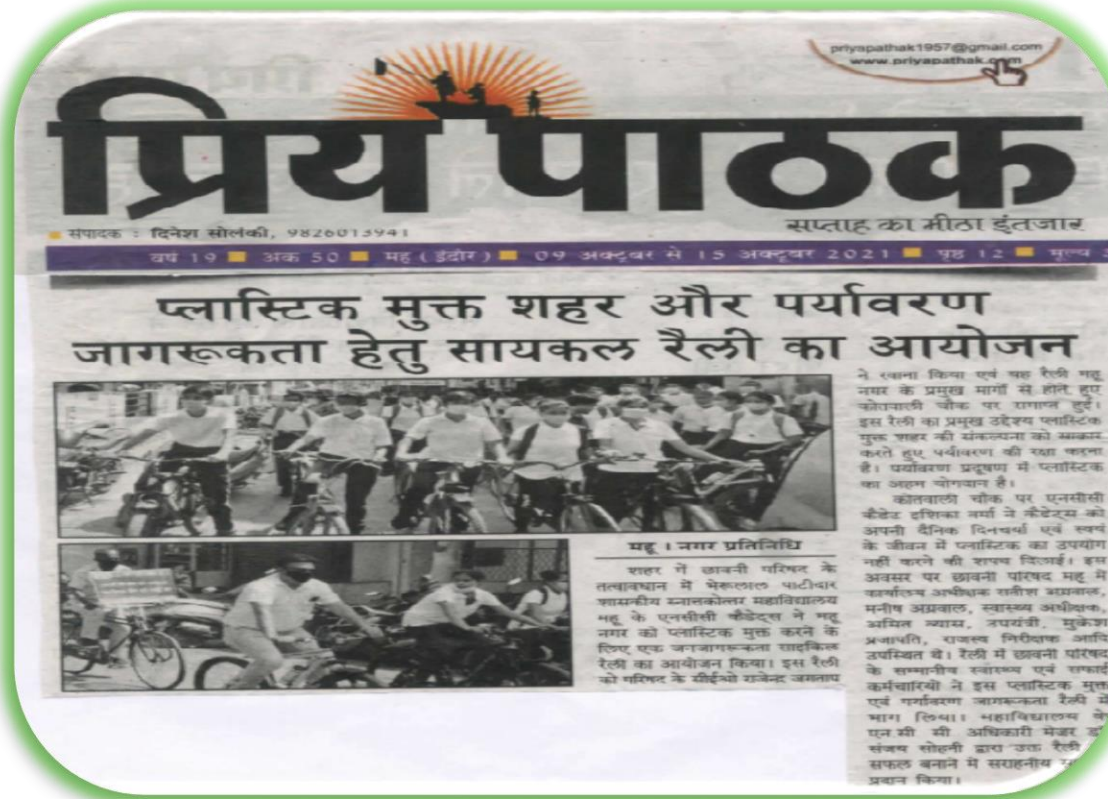 priyapathak1957@gmail.com
www.priyapathak.com
प्रिय पाठक
संपादक : दिनेश सोलंकी, 9826013941
सप्ताह का मीठा इंतजार
वर्ष 19 अंक 50 महू ( इंदौर ) 09 अक्टूबर से 15 अक्टूबर 2021 पृष्ठ 12 मूल्य
प्लास्टिक मुक्त शहर और पर्यावरण
जागरूकता हेतु सायकल रैली का आयोजन
महू । नगर प्रतिनिधि
शहर में छावनी परिषद के
तत्वावधान में भेरूलाल पाटीदार
शासकीय स्नातकोत्तर महाविद्यालय
महू के एनसीसी कैडेट्स ने महू
नगर को प्लास्टिक मुक्त करने के
लिए एक जनजागरूकता साइकिल
रैली का आयोजन किया। इस रैली
को परिषद के सीईओ राजेन्द्र जगताप
ने रवाना किया एवं यह रैली महू
नगर के प्रमुख मार्गों से होते हुए
कोतवाली चौक पर समाप्त हुई।
इस रैली का प्रमुख उद्देश्य प्लास्टिक
मुक्त शहर की संकल्पना को साकार
करते हुए पर्यावरण की रक्षा करना
है। पर्यावरण प्रदूषण में प्लास्टिक
का अहम योगदान है।
कोतवाली चौक पर एनसीसी
कैडेट इशिका वर्मा ने कैडेट्स को
अपनी दैनिक दिनचर्या एवं स्वयं
के जीवन में प्लास्टिक का उपयोग
नहीं करने की शपथ दिलाई। इस
अवसर पर छावनी परिषद महू में
कार्यालय अधीक्षक सतीश अग्रवाल,
मनीष अग्रवाल, स्वास्थ्य अधीक्षक,
अमित व्यास, उपयंत्री, मुकेश
प्रजापति, राजस्व निरीक्षक आदि
उपस्थित थे। रैली में छावनी परिषद
के सम्मानीय स्वास्थ्य एवं सफाई
कर्मचारियों ने इस प्लास्टिक मुक्त
एवं पर्यावरण जागरूकता रैली में
भाग लिया। महाविद्यालय के
एन सी सी अधिकारी मेजर डॉ
संजय सोहनी द्वारा उक्त रैली
सफल बनाने में सराहनीय
प्रदान किया।